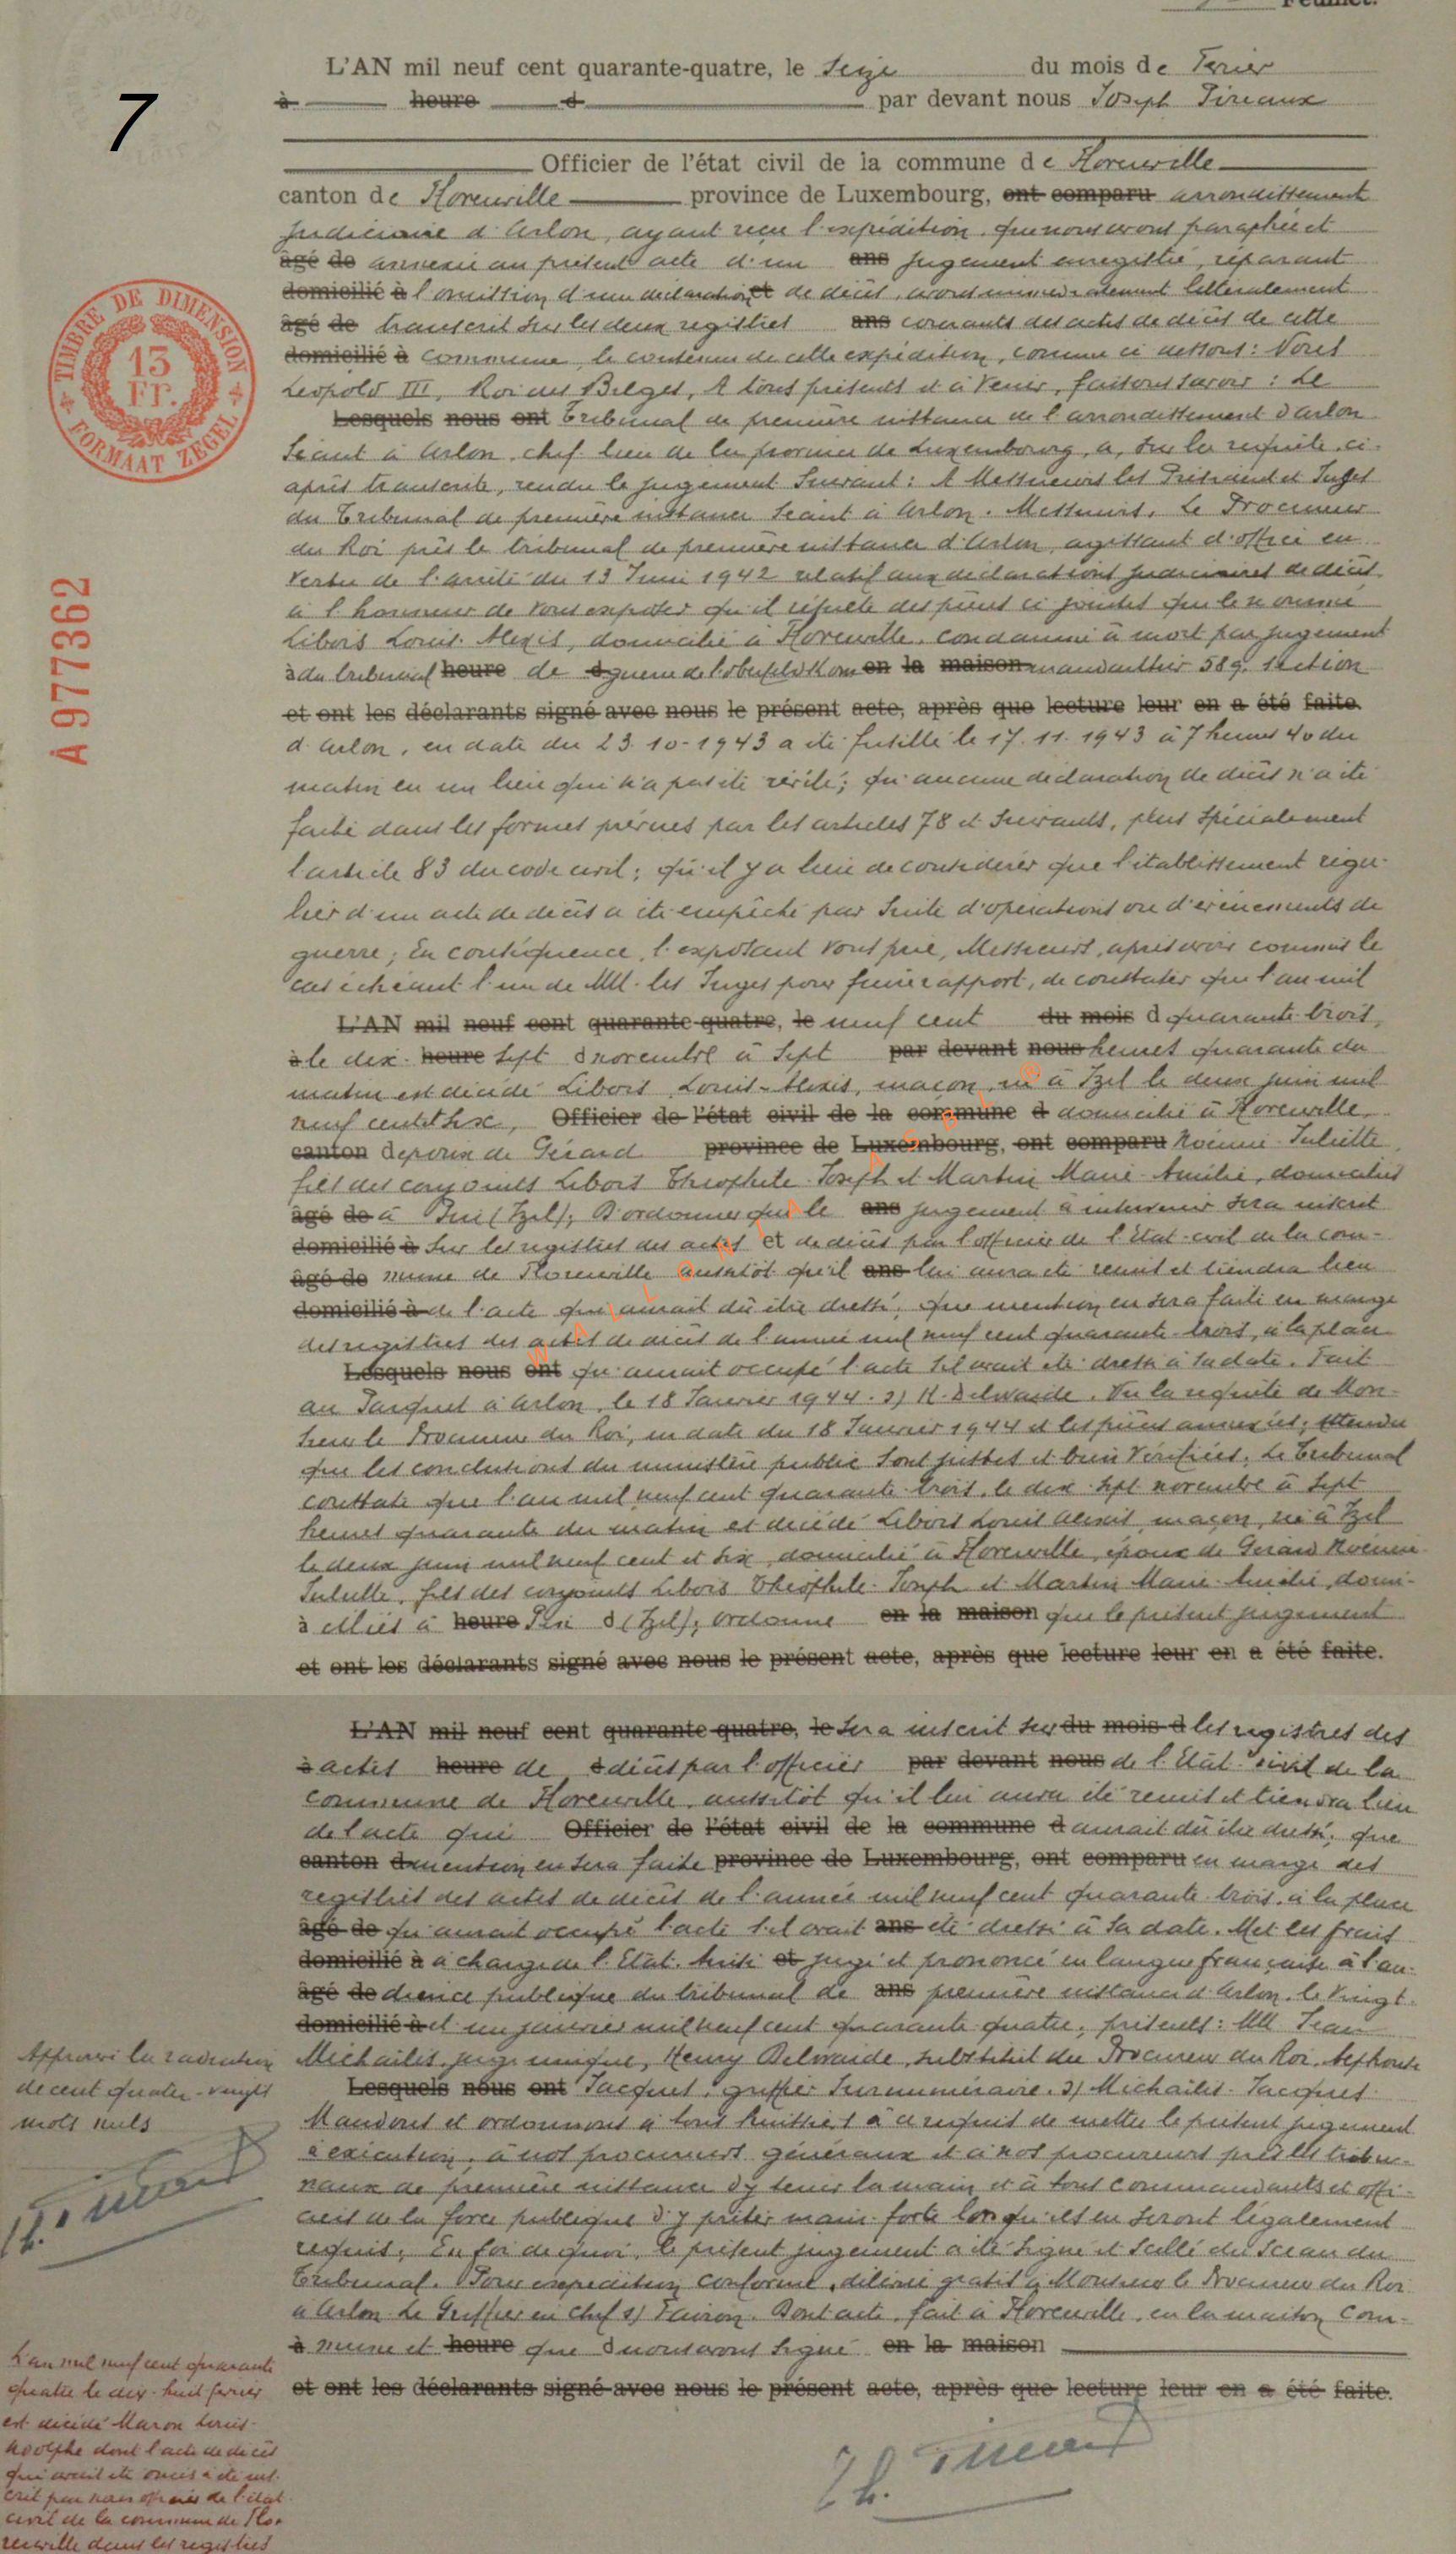 Feuillet.
L'AN mil neuf cent quarante-quatre, le Seize du mois de Février
à heure d par devant nous Joseph Pireaux
7
Officier de l'état civil de la commune de Florenville
canton de Florenville province de Luxembourg, ont comparu arrondissement
judiciaire d'Arlon, ayant reçu l'expédition que nous avons paraphée et
âgé de annexée au présent acte d'un ans jugement enregistré, réparant
domicilié à l'omission d'une déclaration et de décès, avons immédiatement littéralement
âgé de transcrit sur les deux registres ans courants des actes de décès de cette
domicilié à commune, le contenu de cette expédition, comme ci dessous: Nous
Léopold III, Roi des Belges, A tous présents et à venir, faisons savoir: Le
Lesquels nous ont Tribunal de première instance de l'arrondissement d'Arlon
Séant à Arlon, chef lieu de la province de Luxembourg, a, sur la requête ci-
après transcrite, rendu le jugement suivant: A Messieurs les Président et Juges
du Tribunal de première instance séant à Arlon. Messieurs, Le Procureur
du Roi près le tribunal de première instance d'Arlon, agissant d'office en
vertu de l'arrêté du 13 Juin 1942 relatif aux déclarations judiciaires de décès
a l'honneur de vous exposer qu'il résulte des pièces ci jointes que le nommé
Libois Louis-Alexis, domicilié à Florenville, condamné à mort par jugement
à du tribunal heure de d guerre de l'oberfeldkom en la maison mandanttur 589, section
et ont les déclarants signé avec nous le présent acte, après que lecture leur en a été faite.
d'Arlon, en date du 23-10-1943 a été fusillé le 17.11.1943 à 7 heures 40 du
matin en un lieu qui n'a pas été révélé; qu'aucune déclaration de décès n'a été
faite dans les formes prévues par les articles 78 et suivants, plus spécialement
l'article 83 du code civil; qu'il y a lieu de considérer que l'établissement régu-
lier d'un acte de décès a été empêché par suite d'opérations ou d'évènements de
guerre; En conséquence, l'exposant vous prie, Messieurs, après avoir commis le
cas échéant l'un de MM. les Juges pour faire rapport, de constater que l'an mil
L'AN mil neuf cent quarante-quatre, le neuf cent du mois d quarante-trois,
à le dix-heure sept d novembre à sept par devant nous heures quarante du
matin est décédé Libois Louis-Alexis, maçon, né à Izel le deux juin mil
neuf cent et six, Officier de l'état civil de la commune d domicilié à Florenville,
canton d époux de Gérard province de Luxembourg, ont comparu Noémie-Juliette,
fils des conjoints Libois Théophile-Joseph et Martin Marie-Amélie, domiciliés
âgé de à Pin (Izel); D'ordonner que le ans jugement à intervenir sera inscrit
domicilié à sur les registres des actes et de décès par l'officier de l'Etat-civil de la com-
âgé de mune de Florenville aussitôt qu'il ans lui aura été remis et tiendra lieu
domicilié à de l'acte qui aurait dû être dressé; que mention en sera faite en marge
des registres des actes de décès de l'année mil neuf cent quarante-trois, à la place
Lesquels nous ont qu'aurait occupé l'acte s'il avait été dressé à sa date. Fait
au Parquet à Arlon, le 18 Janvier 1944. s) H. Delwaide. Vu la requête de Mon-
sieur le Procureur du Roi, en date du 18 Janvier 1944 et les pièces annexées; Attendu
que les conclusions du ministère public sont justes et bien vérifiées, Le Tribunal
constate que l'an mil neuf cent quarante-trois, le dix-sept novembre à sept
heures quarante du matin est décédé Libois Louis Alexis, maçon, né à Izel
le deux juin mil neuf cent et six, domicilié à Florenville, époux de Gérard Noémie-
Juliette, fils des conjoints Libois Théophile-Joseph et Martin Marie-Amélie, domi-
à ciliés à heure Pin d (Izel); ordonne en la maison que le présent jugement
et ont les déclarants signé avec nous le présent acte, après que lecture leur en a été faite.
L'AN mil neuf cent quarante-quatre, le sera inscrit sur du mois d les registres des
à actes heure de d décès par l'officier par devant nous de l'Etat-civil de la
commune de Florenville, aussitôt qu'il lui aura été remis et tiendra lieu
de l'acte qui Officier de l'état civil de la commune d aurait dû être dressé; que
canton d mention en sera faite province de Luxembourg, ont comparu en marge des
registres des actes de décès de l'année mil neuf cent quarante-trois, à la place
âgé de qu'aurait occupé l'acte s'il avait ans été dressé à sa date. Met les frais
domicilié à à charge de l'Etat. Ainsi et jugé et prononcé en langue française à l'au-
âgé de dience publique du tribunal de ans première instance d'Arlon, le vingt
domicilié à et un janvier mil neuf cent quarante-quatre; présents: MM Jean
Michaëlis, juge unique, Henry Delwaide, substitut du Procureur du Roi, Alphonse
Lesquels nous ont Jacques, greffier surnuméraire. s) Michaëlis-Jacques.
Mandons et ordonnons à tous huissiers à ce requis de mettre le présent jugement
à exécution, à nos procureurs généraux et à nos procureurs près les tribu-
naux de première instance d'y tenir la main et à tous commandants et offi-
ciers de la force publique d'y prêter main forte lorsqu'ils en seront légalement
requis. En foi de quoi, le présent jugement a été signé et scellé du sceau du
Tribunal. Pour expédition conforme, délivré gratis à Monsieur le Procureur du Roi
à Arlon. Le Greffier en chef s) Fairon. Dont acte, fait à Florenville, en la maison com-
à mune et heure que d nous avons signé en la maison
et ont les déclarants signé avec nous le présent acte, après que lecture leur en a été faite.
TIMBRE DE DIMENSION
13
Fr.
FORMAAT ZEGEL
A 977362
Approuvé la radiation
de cent quatre-vingts
mots nuls
L'an mil neuf cent quarante
quatre le dix-huit février
est décédé Maron Louis-
Adolphe dont l'acte de décès
qui avait été omis a été ins-
crit par nous officier de l'état
civil de la commune de Flo-
renville dans les registres